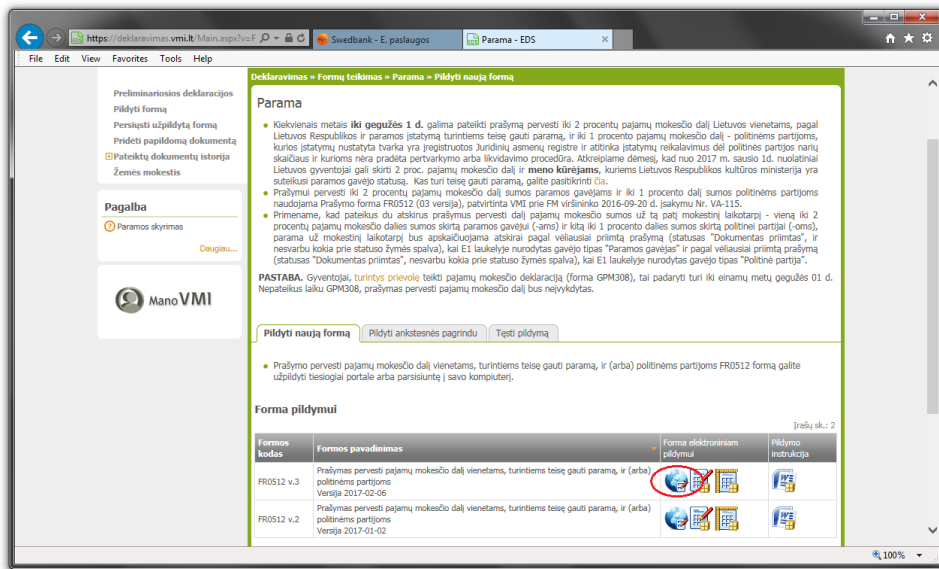 https://deklaravimas.vmi.lt/Main.aspx?v=F
Swedbank - E. paslaugos
Parama - EDS
File Edit View Favorites Tools Help
Preliminariosios deklaracijos
Pildyti formą
Persiųsti užpildytą formą
Pridėti papildomą dokumentą
Pateiktų dokumentų istorija
Žemės mokestis
Pagalba
Paramos skyrimas
Daugiau...
Mano VMI
Deklaravimas » Formų teikimas » Parama » Pildyti naują formą
Parama
Kiekvienais metais iki gegužės 1 d. galima pateikti prašymą pervesti iki 2 procentų pajamų mokesčio dalį Lietuvos vienetams, pagal
Lietuvos Respublikos ir paramos įstatymą turintiems teisę gauti paramą, ir iki 1 procento pajamų mokesčio dalį - politinėms partijoms,
kurios įstatymų nustatyta tvarka yra įregistruotos Juridinių asmenų registre ir atitinka įstatymų reikalavimus dėl politinės partijos narių
skaičiaus ir kurioms nėra pradėta pertvarkymo arba likvidavimo procedūra. Atkreipiame dėmesį, kad nuo 2017 m. sausio 1d. nuolatiniai
Lietuvos gyventojai gali skirti 2 proc. pajamų mokesčio dalį ir meno kūrėjams, kuriems Lietuvos Respublikos kultūros ministerija yra
suteikusi paramos gavėjo statusą. Kas turi teisę gauti paramą, galite pasitikrinti čia.
Prašymui pervesti iki 2 procentų pajamų mokesčio dalį sumos paramos gavėjams ir iki 1 procento dalį sumos politinėms partijoms
naudojama Prašymo forma FR0512 (03 versija), patvirtinta VMI prie FM viršininko 2016-09-20 d. įsakymu Nr. VA-115.
Primename, kad pateikus du atskirus prašymus pervesti dalį pajamų mokesčio sumos už tą patį mokestinį laikotarpį - vieną iki 2
procentų pajamų mokesčio dalies sumos skirtą paramos gavėjui (-ams) ir kitą iki 1 procento dalies sumos skirtą politinei partijai (-oms),
parama už mokestinį laikotarpį bus apskaičiuojama atskirai pagal vėliausiai priimtą prašymą (statusas "Dokumentas priimtas", ir
nesvarbu kokia prie statuso žymės spalva), kai E1 laukelyje nurodytas gavėjo tipas "Paramos gavėjas" ir pagal vėliausiai priimtą prašymą
(statusas "Dokumentas priimtas", nesvarbu kokia prie statuso žymės spalva), kai E1 laukelyje nurodytas gavėjo tipas "Politinė partija".
PASTABA. Gyventojai, turintys prievolę teikti pajamų mokesčio deklaraciją (forma GPM308), tai padaryti turi iki einamų metų gegužės 01 d.
Nepateikus laiku GPM308, prašymas pervesti pajamų mokesčio dalį bus neįvykdytas.
Pildyti naują formą
Pildyti ankstesnės pagrindu
Tęsti pildymą
Prašymo pervesti pajamų mokesčio dalį vienetams, turintiems teisę gauti paramą, ir (arba) politinėms partijoms FR0512 formą galite
užpildyti tiesiogiai portale arba parsisiuntę į savo kompiuterį.
Forma pildymui
Įrašų sk.: 2
Formos kodas
Formos pavadinimas
Forma elektroniniam pildymui
Pildymo instrukcija
FR0512 v.3
Prašymas pervesti pajamų mokesčio dalį vienetams, turintiems teisę gauti paramą, ir (arba)
politinėms partijoms
Versija 2017-02-06
FR0512 v.2
Prašymas pervesti pajamų mokesčio dalį vienetams, turintiems teisę gauti paramą, ir (arba)
politinėms partijoms
Versija 2017-01-02
100%